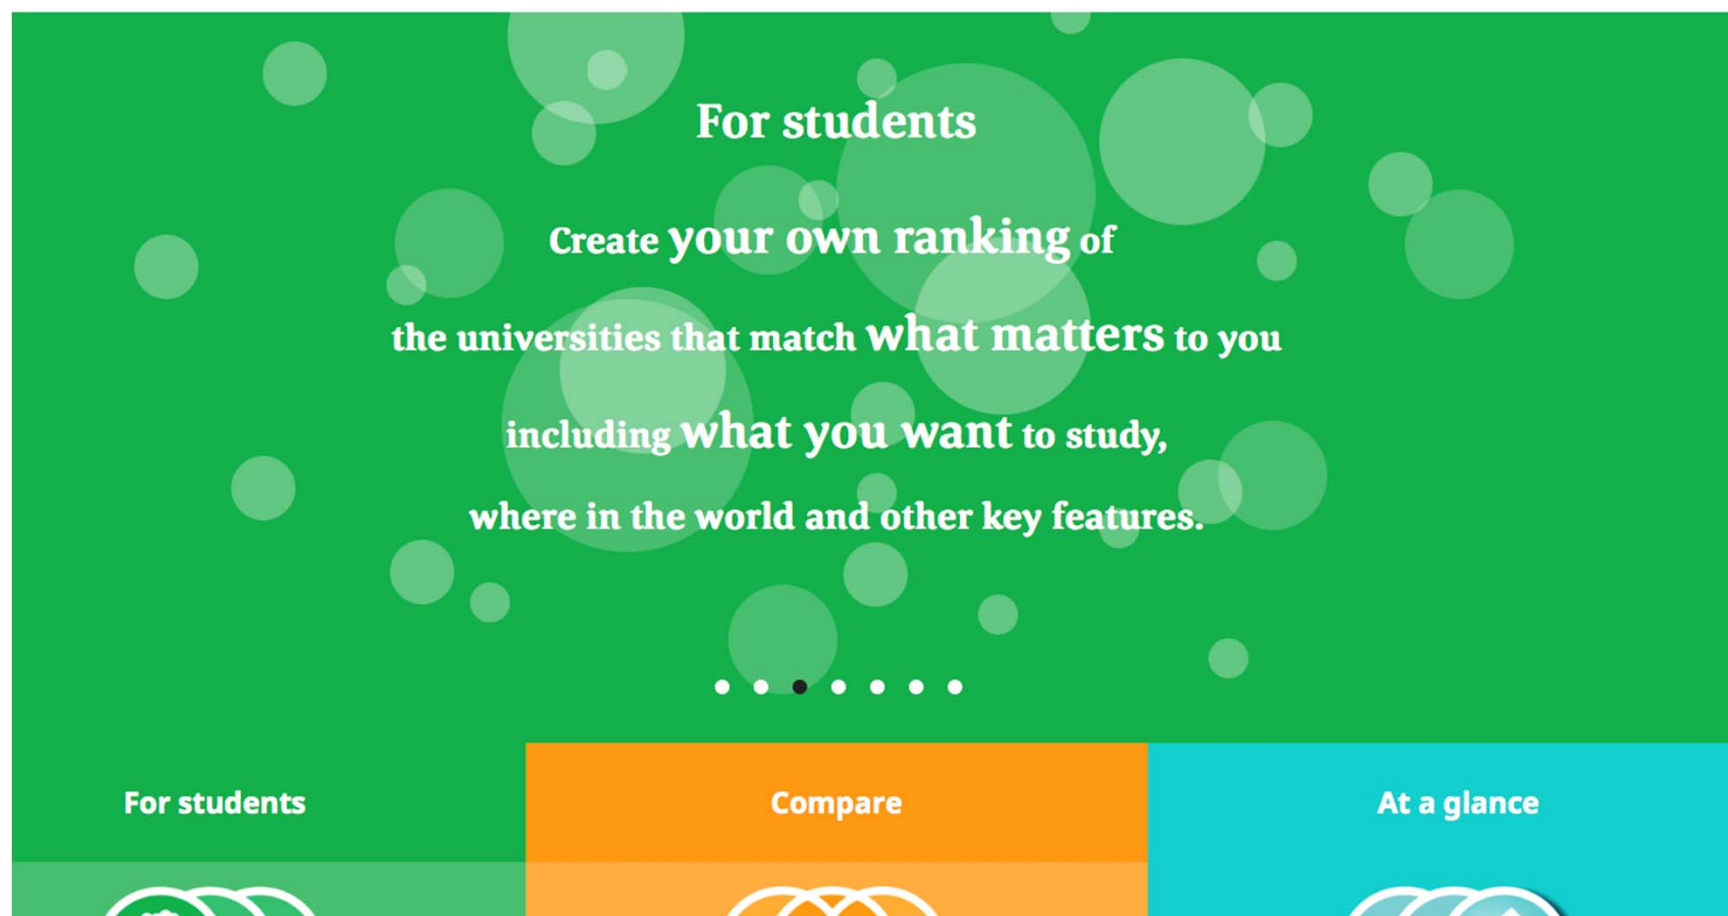 For students
Create your own ranking of
the universities that match what matters to you
including what you want to study,
where in the world and other key features.
For students
Compare
At a glance